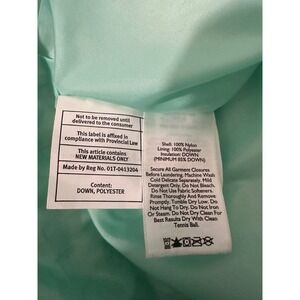 Not to be removed until
delivered to the consumer
This label is affixed in
compliance with Provincial Law
This article contains
NEW MATERIALS ONLY
Made by Reg No. 01T-0413204
Content:
DOWN, POLYESTER
Shell: 100% Nylon
Lining: 100% Polyester
Insulation: DOWN
(MINIMUM 85% DOWN)
Secure All Garment Closures
Before Laundering. Machine Wash
Cold Delicate Separately. Mild
Detergent Only. Do Not Bleach.
Do Not Use Fabric Softeners.
Rinse Thoroughly And Remove
Promptly. Tumble Dry Low. Do
Not Hang To Dry. Do Not Iron
Or Steam. Do Not Dry Clean For
Best Results Dry With Clean
Tennis Ball.